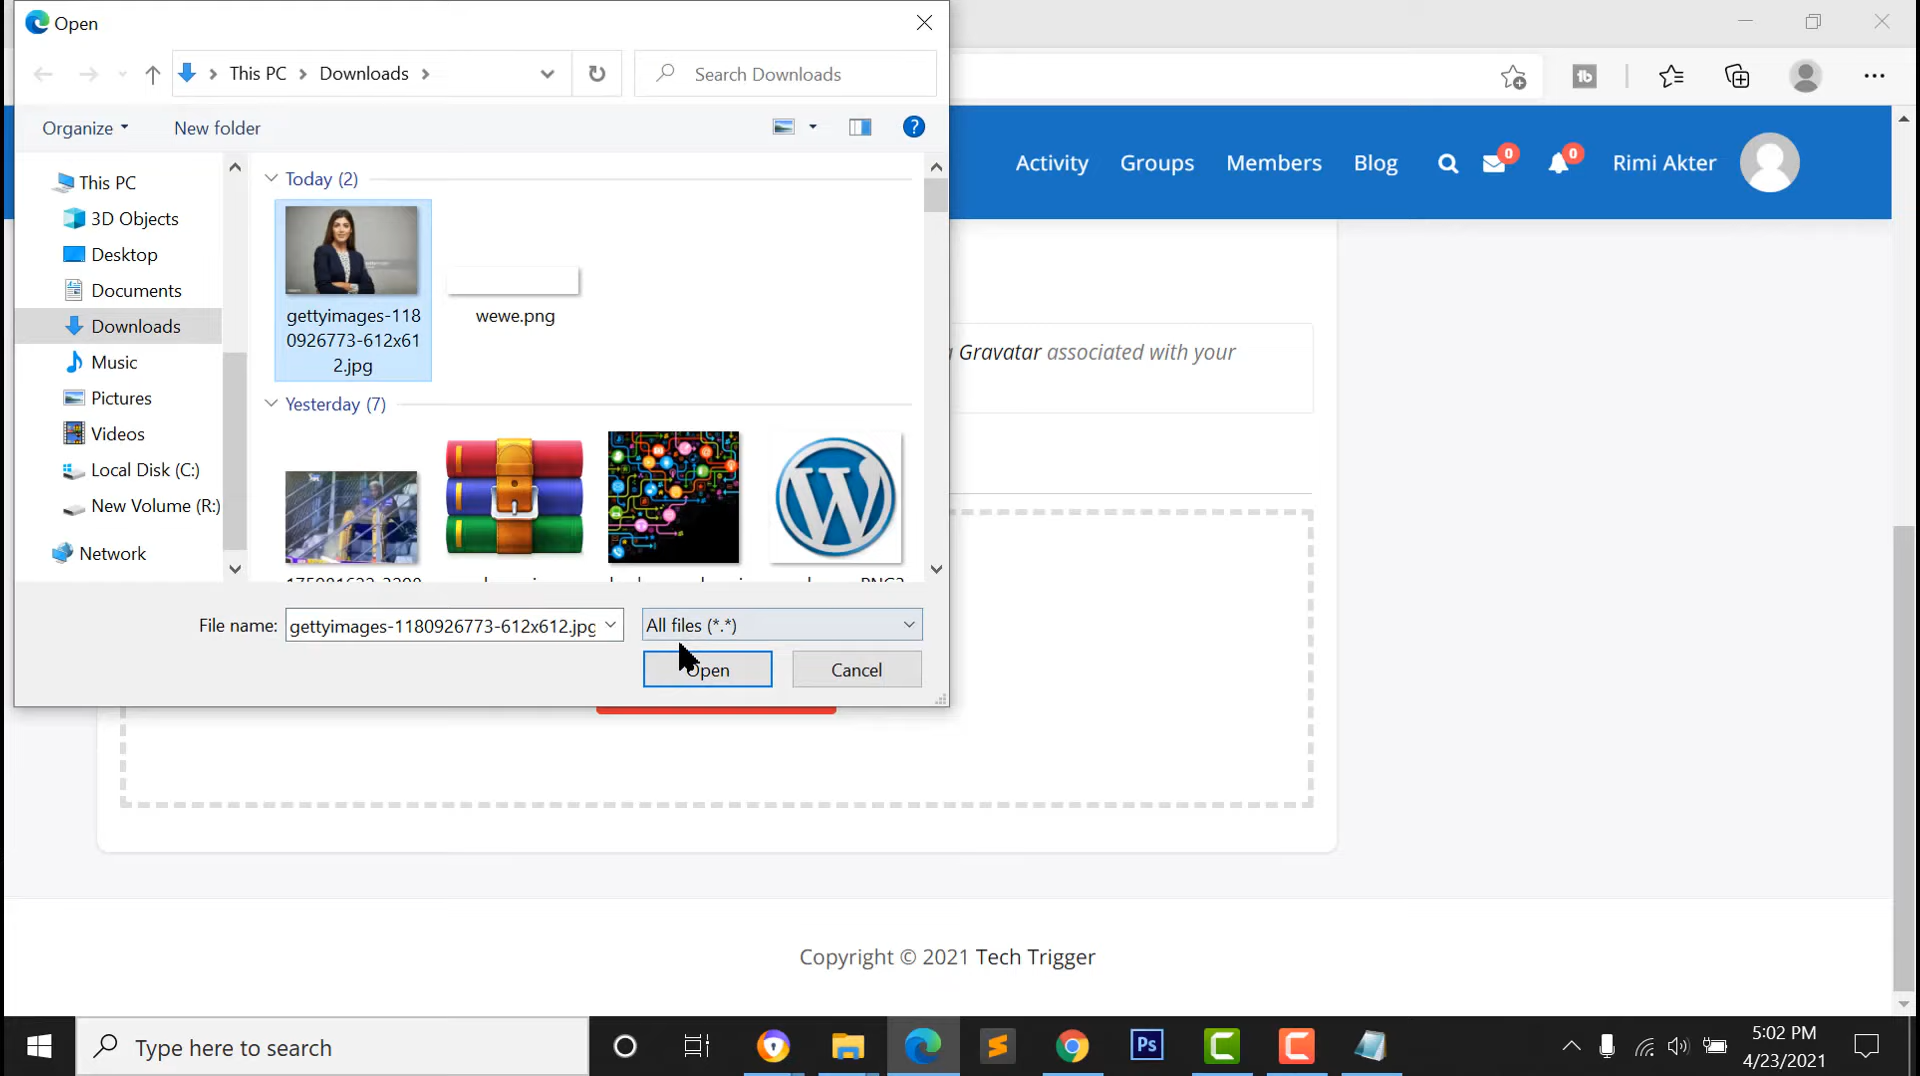 Open
This PC
Downloads
Search Downloads
Organize
New folder
?
This PC
3D Objects
Desktop
Documents
Downloads
Music
Pictures
Videos
Local Disk (C:)
New Volume (R:)
Network
Today (2)
gettyimages-118
0926773-612x61
2.jpg
wewe.png
Yesterday (7)
W
File name:
gettyimages-1180926773-612x612.jpg
All files (*.*)
Open
Cancel
Activity
Groups
Members
Blog
0
0
Rimi Akter
Gravatar associated with your
Copyright © 2021 Tech Trigger
Type here to search
Ps
5:02 PM
4/23/2021